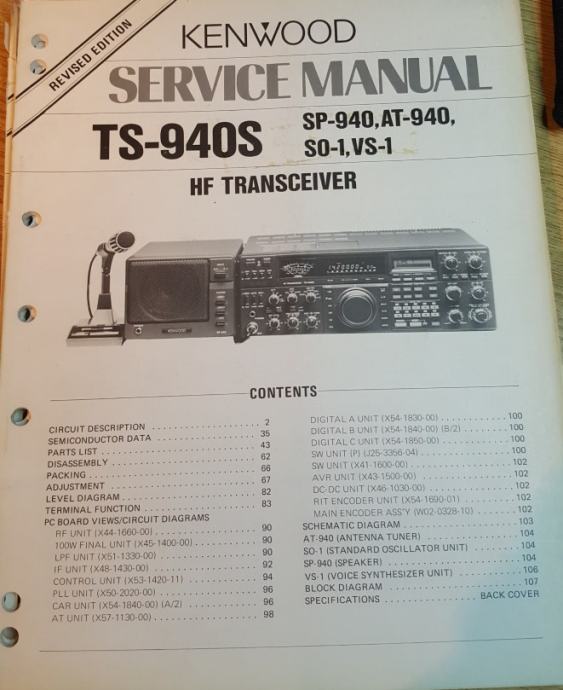 REVISED EDITION
KENWOOD
SERVICE MANUAL
TS-940S SP-940, AT-940, SO-1, VS-1
HF TRANSCEIVER
KENWOOD
CONTENTS
CIRCUIT DESCRIPTION .................... 2
SEMICONDUCTOR DATA .................... 35
PARTS LIST .................... 43
DISASSEMBLY .................... 62
PACKING .................... 66
ADJUSTMENT .................... 67
LEVEL DIAGRAM .................... 82
TERMINAL FUNCTION .................... 83
PC BOARD VIEWS/CIRCUIT DIAGRAMS
RF UNIT (X44-1660-00) .................... 90
100W FINAL UNIT (X45-1400-00) .................... 90
LPF UNIT (X51-1330-00) .................... 90
IF UNIT (X48-1430-00) .................... 92
CONTROL UNIT (X53-1420-11) .................... 94
PLL UNIT (X50-2020-00) .................... 96
CAR UNIT (X54-1840-00) (A/2) .................... 96
AT UNIT (X57-1130-00) .................... 98
DIGITAL A UNIT (X54-1830-00) .................... 100
DIGITAL B UNIT (X54-1840-00) (B/2) .................... 100
DIGITAL C UNIT (X54-1850-00) .................... 100
SW UNIT (P) (J25-3356-04) .................... 100
SW UNIT (X41-1600-00) .................... 102
AVR UNIT (X43-1500-00) .................... 102
DC-DC UNIT (X46-1030-00) .................... 102
RIT ENCODER UNIT (X54-1690-01) .................... 102
MAIN ENCODER ASS'Y (W02-0328-10) .................... 102
SCHEMATIC DIAGRAM .................... 103
AT-940 (ANTENNA TUNER) .................... 104
SO-1 (STANDARD OSCILLATOR UNIT) .................... 104
SP-940 (SPEAKER) .................... 104
VS-1 (VOICE SYNTHESIZER UNIT) .................... 106
BLOCK DIAGRAM .................... 107
SPECIFICATIONS .................... BACK COVER